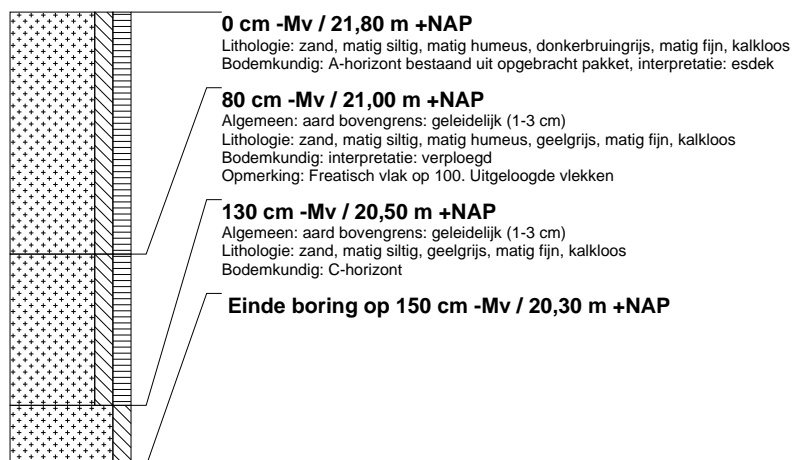 0 cm -Mv / 21,80 m +NAP
Lithologie: zand, matig siltig, matig humeus, donkerbruingrijs, matig fijn, kalkloos
Bodemkundig: A-horizont bestaand uit opgebracht pakket, interpretatie: esdek
80 cm -Mv / 21,00 m +NAP
Algemeen: aard bovengrens: geleidelijk (1-3 cm)
Lithologie: zand, matig siltig, matig humeus, geelgrijs, matig fijn, kalkloos
Bodemkundig: interpretatie: verploegd
Opmerking: Freatisch vlak op 100. Uitgeloogde vlekken
130 cm -Mv / 20,50 m +NAP
Algemeen: aard bovengrens: geleidelijk (1-3 cm)
Lithologie: zand, matig siltig, geelgrijs, matig fijn, kalkloos
Bodemkundig: C-horizont
Einde boring op 150 cm -Mv / 20,30 m +NAP